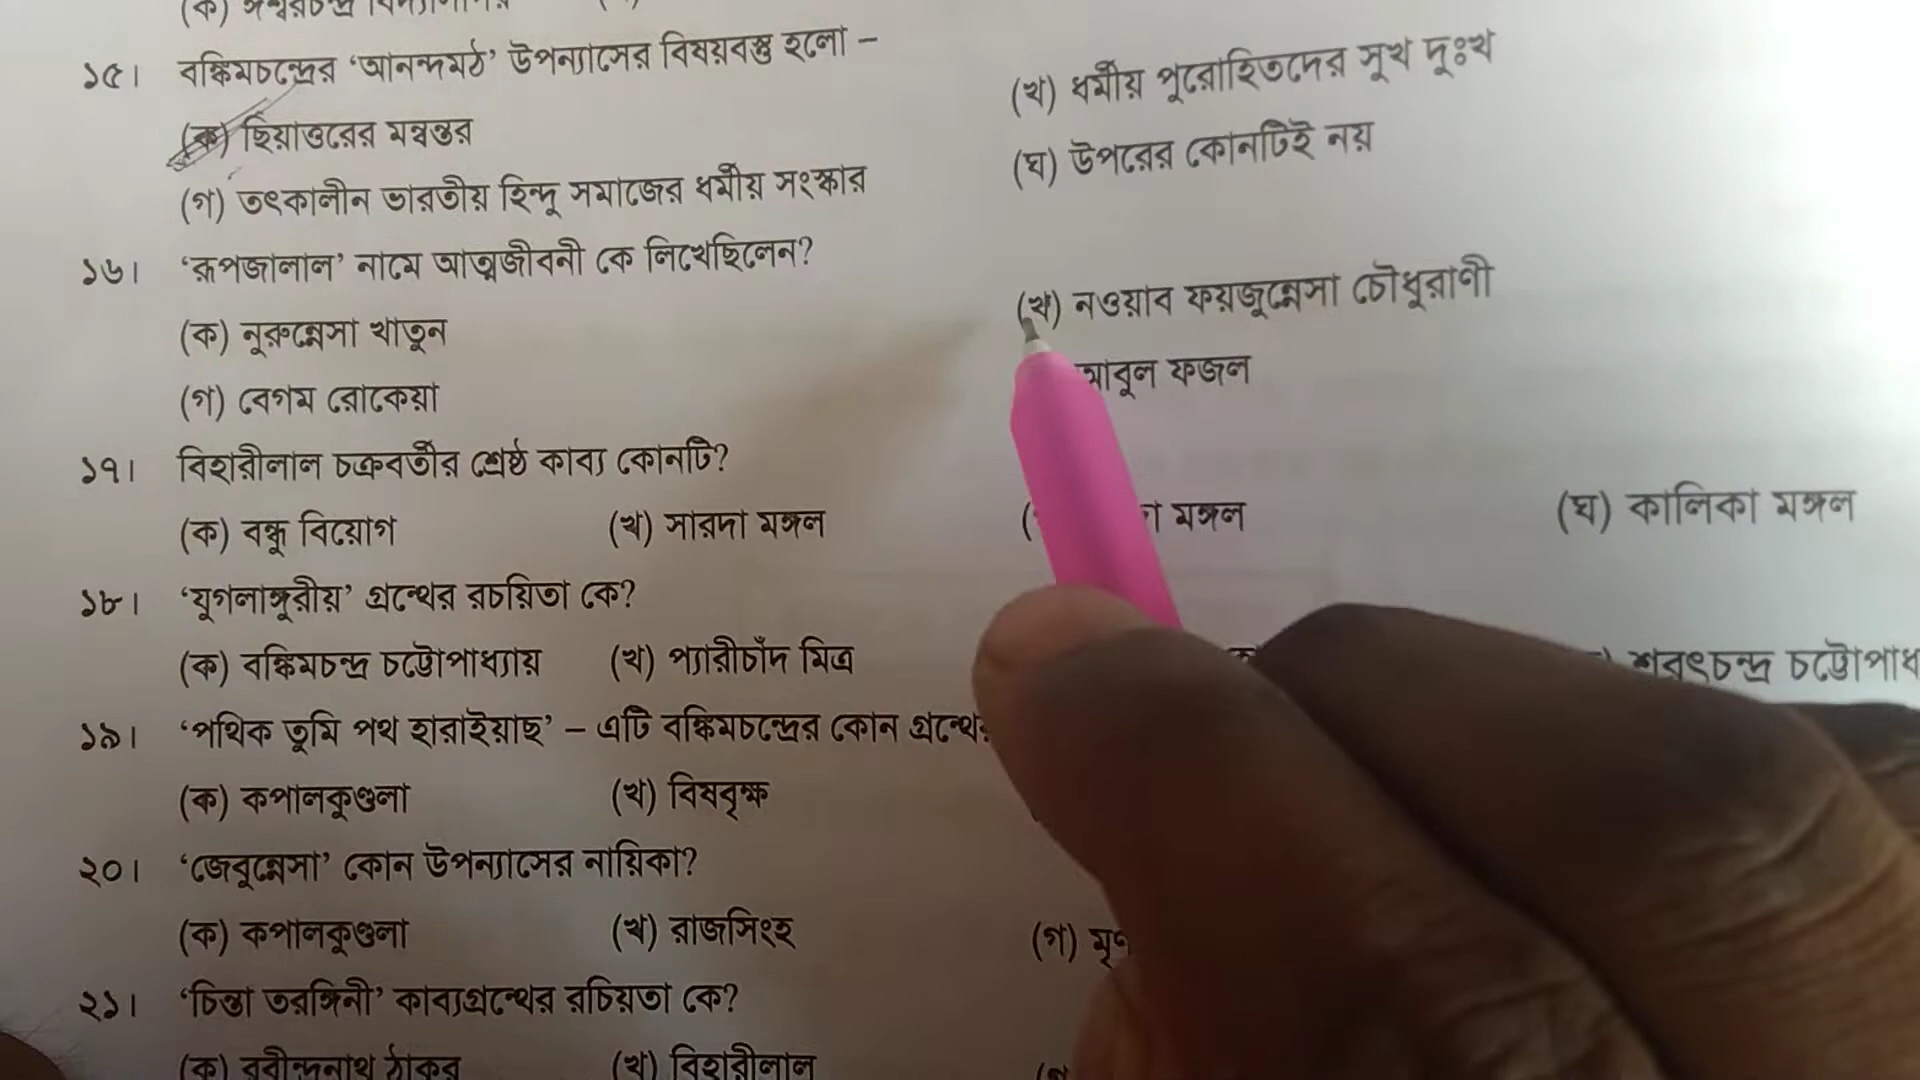 ১৫। বঙ্কিমচন্দ্রের ‘আনন্দমঠ’ উপন্যাসের বিষয়বস্তু হলো –
(ক) ছিয়াত্তরের মন্বন্তর (খ) ধর্মীয় পুরোহিতদের সুখ দুঃখ
(গ) তৎকালীন ভারতীয় হিন্দু সমাজের ধর্মীয় সংস্কার (ঘ) উপরের কোনটিই নয়
১৬। ‘রূপজালাল’ নামে আত্মজীবনী কে লিখেছিলেন?
(ক) নুরুন্নেসা খাতুন (খ) নওয়াব ফয়জুন্নেসা চৌধুরাণী
(গ) বেগম রোকেয়া আবুল ফজল
১৭। বিহারীলাল চক্রবর্তীর শ্রেষ্ঠ কাব্য কোনটি?
(ক) বন্ধু বিয়োগ (খ) সারদা মঙ্গল মঙ্গল (ঘ) কালিকা মঙ্গল
১৮। ‘যুগলাঙ্গুরীয়’ গ্রন্থের রচয়িতা কে?
(ক) বঙ্কিমচন্দ্র চট্টোপাধ্যায় (খ) প্যারীচাঁদ মিত্র শরৎচন্দ্র
১৯। ‘পথিক তুমি পথ হারাইয়াছ’ – এটি বঙ্কিমচন্দ্রের কোন
(ক) কপালকুণ্ডলা (খ) বিষবৃক্ষ
২০। ‘জেবুন্নেসা’ কোন উপন্যাসের নায়িকা?
(ক) কপালকুণ্ডলা (খ) রাজসিংহ (গ)
২১। ‘চিন্তা তরঙ্গিনী’ কাব্যগ্রন্থের রচিয়তা কে?
(ক) রবীন্দ্রনাথ ঠাকুর (খ) বিহারীলাল